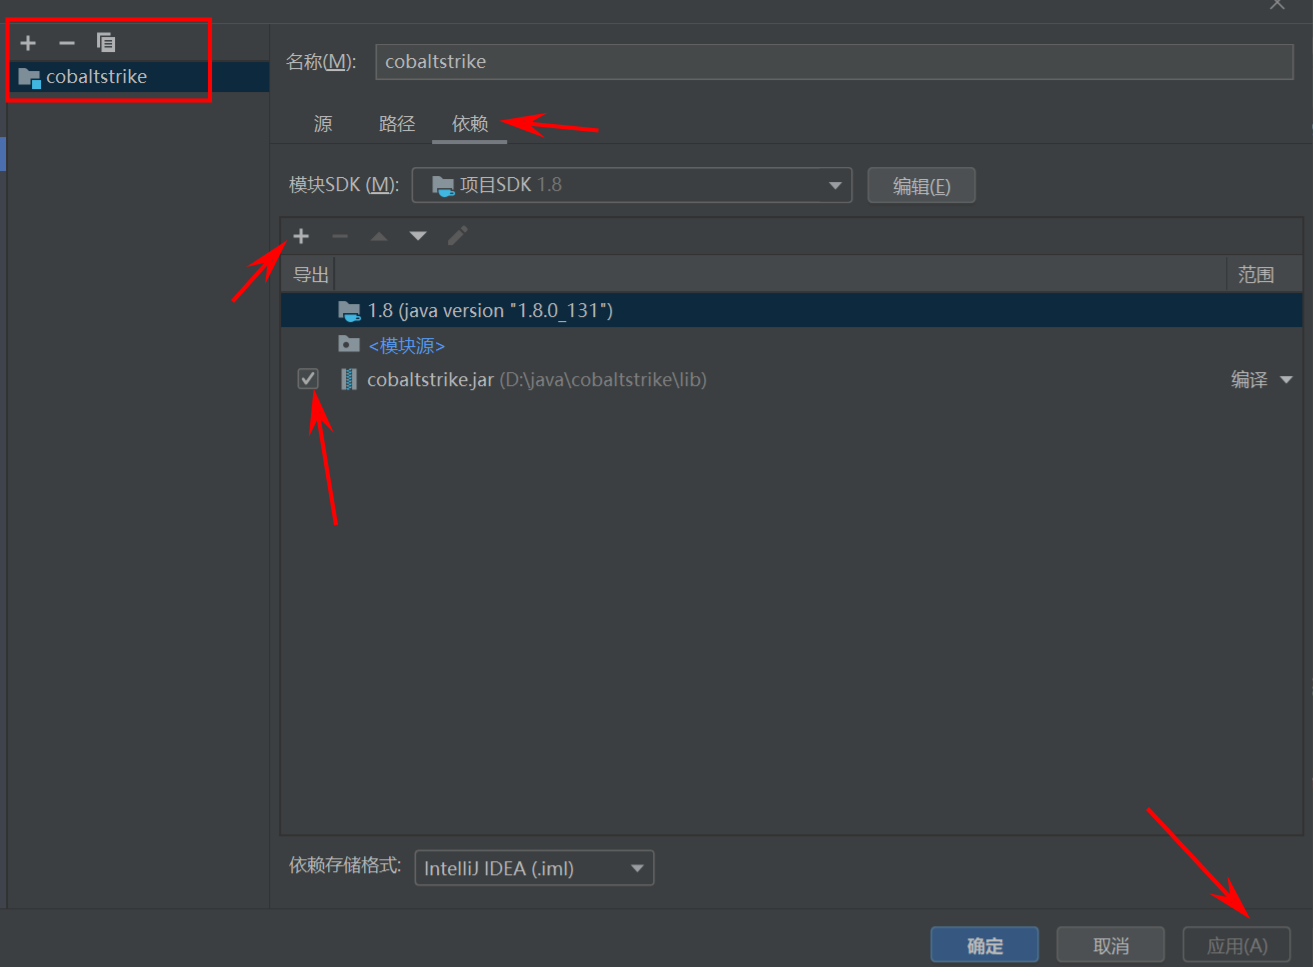 cobaltstrike
名称(M): cobaltstrike
源 路径 依赖
模块SDK (M): 项目SDK 1.8 编辑(E)
导出 范围
1.8 (java version "1.8.0_131")
<模块源>
cobaltstrike.jar (D:\java\cobaltstrike\lib) 编译
依赖存储格式: IntelliJ IDEA (.iml)
确定 取消 应用(A)